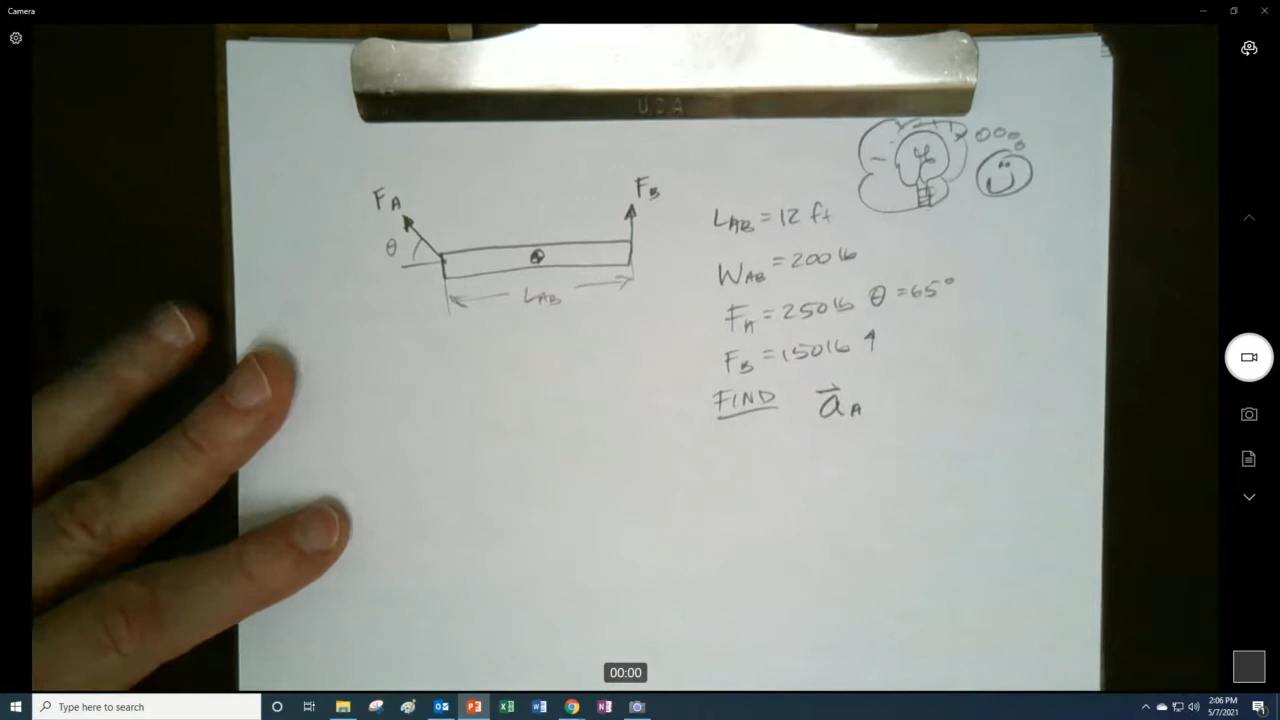 Camera
USA
F_A
θ
F_B
L_AB
L_AB = 12 ft
W_AB = 200 lb
F_A = 250 lb θ = 65°
F_B = 150 lb ↑
FIND a⃗_A
00:00
Type here to search
2:06 PM
5/7/2021